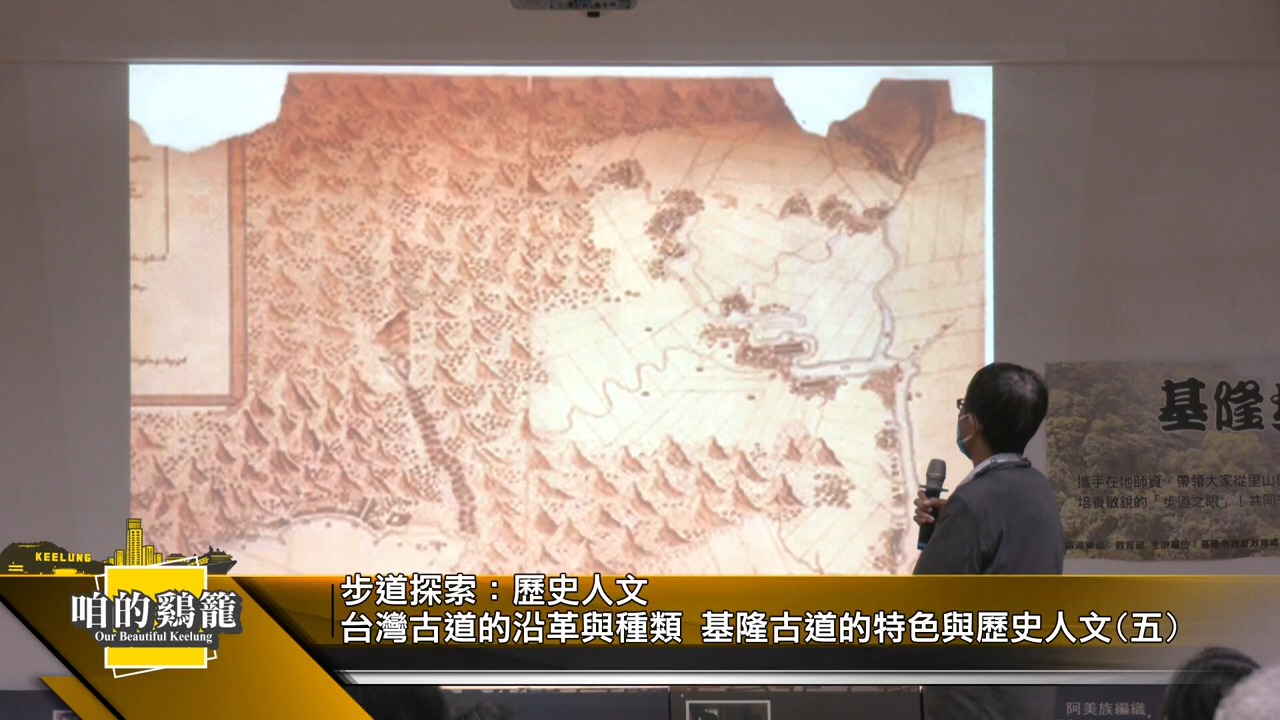 基隆
攜手在地師資，帶領大家從里山
培養敏銳的「步道之眼」！共同
KEELUNG
咱的鷄籠
Our Beautiful Keelung
步道探索：歷史人文
台灣古道的沿革與種類 基隆古道的特色與歷史人文(五)
阿美族編織